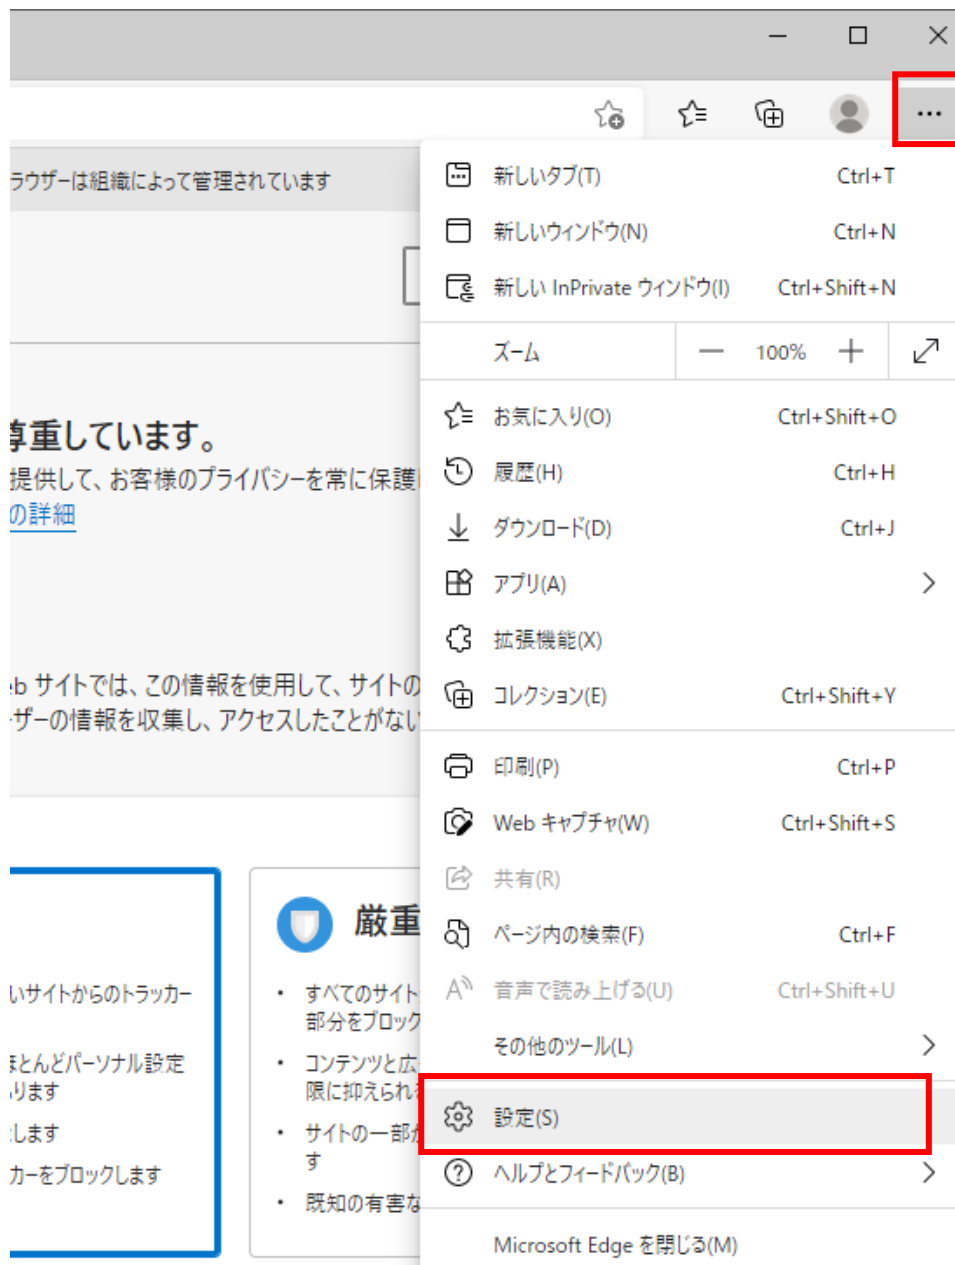 ラウザーは組織によって管理されています
新しいタブ(T) Ctrl+T
新しいウィンドウ(N) Ctrl+N
新しい InPrivate ウィンドウ(I) Ctrl+Shift+N
ズーム 100%
お気に入り(O) Ctrl+Shift+O
履歴(H) Ctrl+H
ダウンロード(D) Ctrl+J
アプリ(A)
拡張機能(X)
コレクション(E) Ctrl+Shift+Y
印刷(P) Ctrl+P
Web キャプチャ(W) Ctrl+Shift+S
共有(R)
ページ内の検索(F) Ctrl+F
音声で読み上げる(U) Ctrl+Shift+U
その他のツール(L)
設定(S)
ヘルプとフィードバック(B)
Microsoft Edge を閉じる(M)
尊重しています。
提供して、お客様のプライバシーを常に保護
の詳細
eb サイトでは、この情報を使用して、サイトの
ーザーの情報を収集し、アクセスしたことがない
いサイトからのトラッカー
ほとんどパーソナル設定
ります
します
カーをブロックします
厳重
• すべてのサイト
部分をブロック
• コンテンツと広
限に抑えられ
• サイトの一部が
す
• 既知の有害な